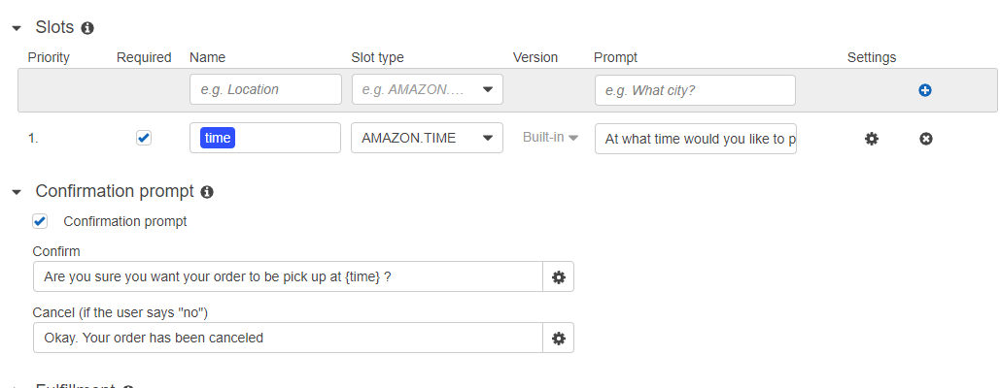 Slots
Priority Required Name Slot type Version Prompt Settings
e.g. Location e.g. AMAZON.... e.g. What city?
1. time AMAZON.TIME Built-in At what time would you like to p
Confirmation prompt
Confirmation prompt
Confirm
Are you sure you want your order to be pick up at {time} ?
Cancel (if the user says "no")
Okay. Your order has been canceled
Fulfillment